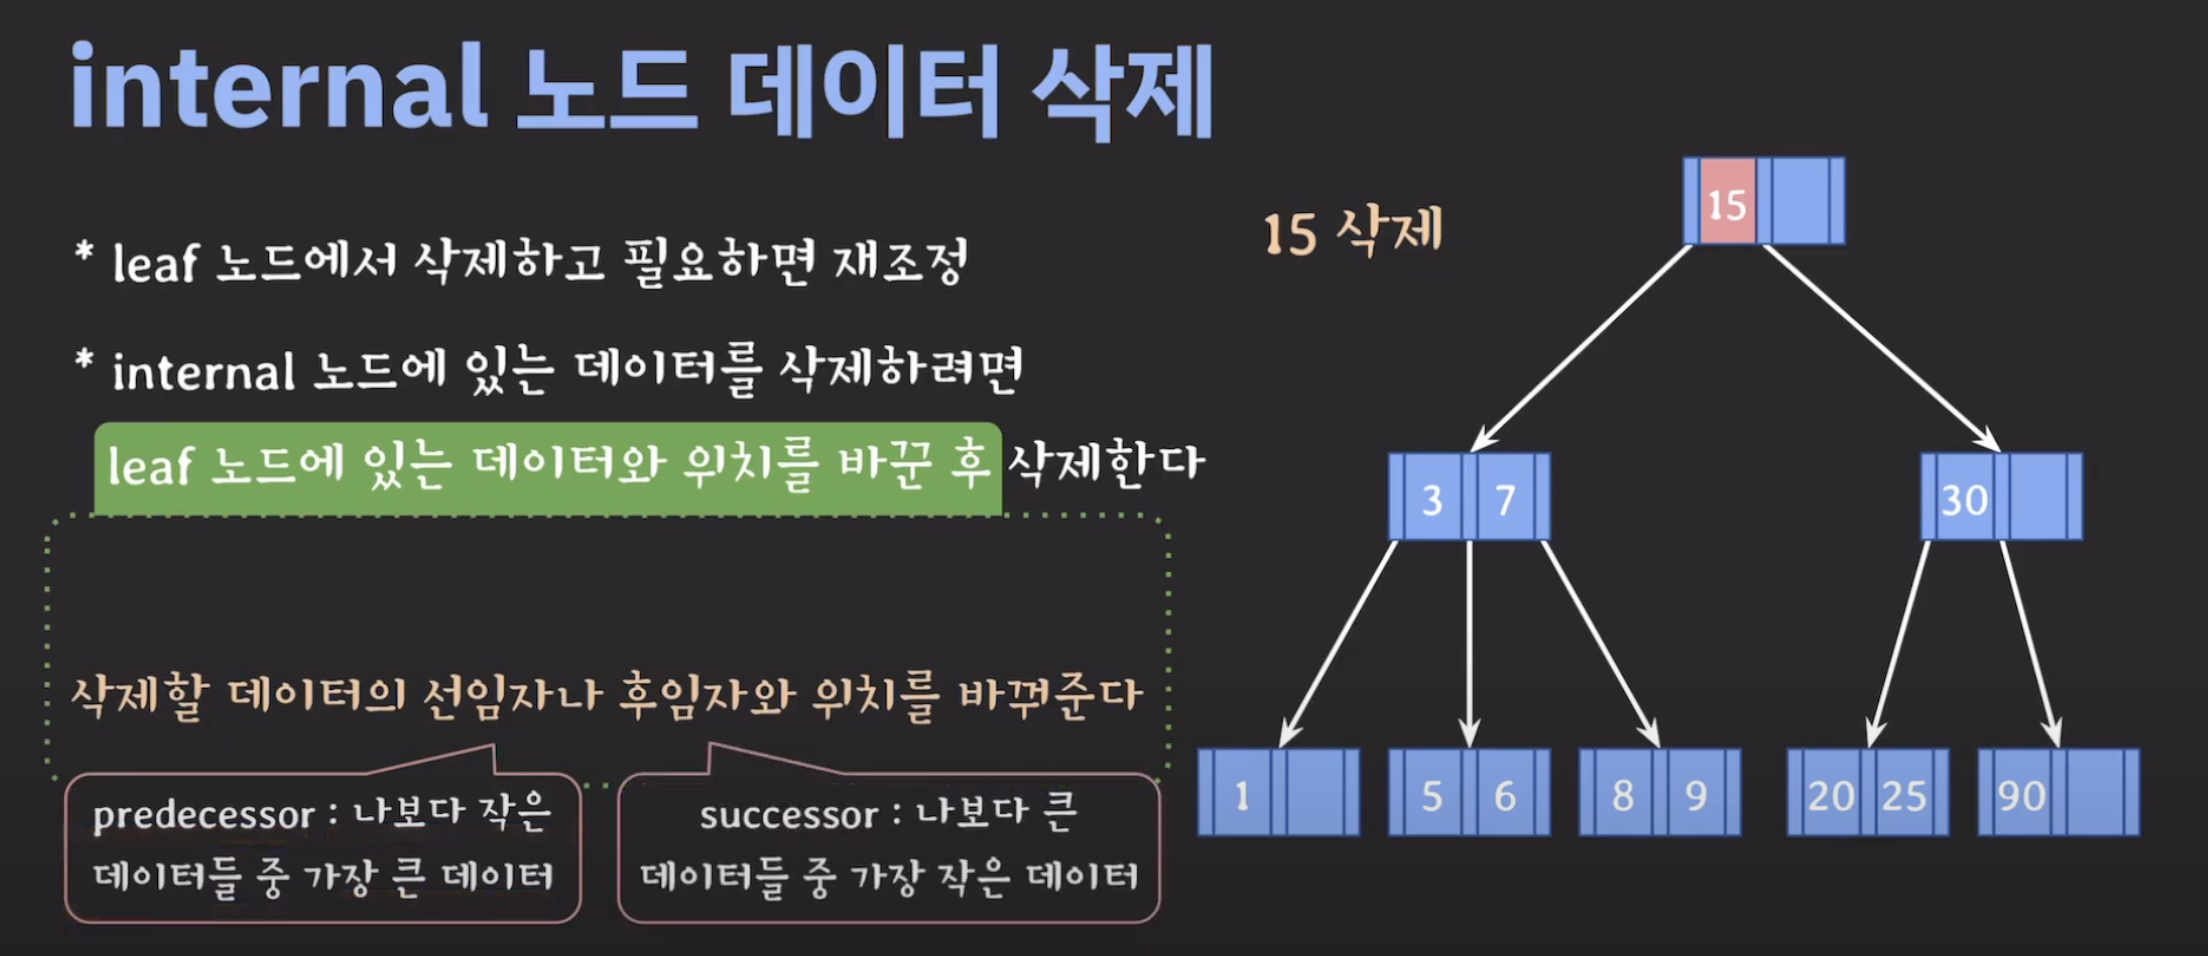 internal 노드 데이터 삭제
* leaf 노드에서 삭제하고 필요하면 재조정
* internal 노드에 있는 데이터를 삭제하려면
leaf 노드에 있는 데이터와 위치를 바꾼 후 삭제한다
삭제할 데이터의 선임자나 후임자와 위치를 바꿔준다
predecessor : 나보다 작은
데이터들 중 가장 큰 데이터
successor : 나보다 큰
데이터들 중 가장 작은 데이터
15 삭제
15
3 7
30
1
5 6
8 9
20 25
90